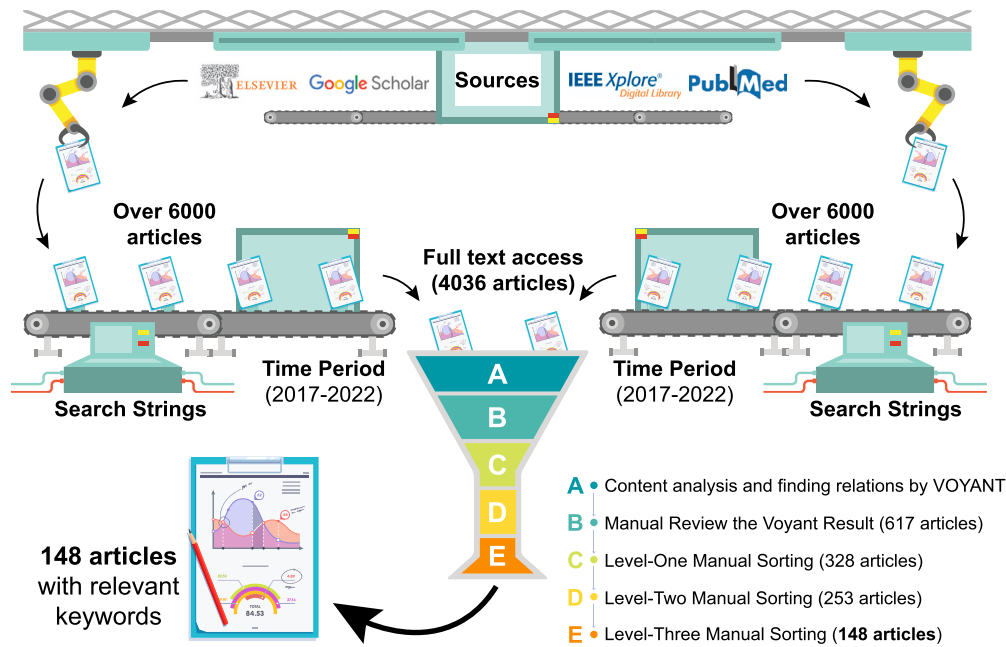 ELSEVIER
Google Scholar
Sources
IEEE Xplore®
Digital Library
PubMed
Over 6000
articles
Over 6000
articles
Full text access
(4036 articles)
Time Period
(2017-2022)
Time Period
(2017-2022)
Search Strings
Search Strings
A
B
C
D
E
148 articles
with relevant
keywords
TOTAL
84.53
A Content analysis and finding relations by VOYANT
B Manual Review the Voyant Result (617 articles)
C Level-One Manual Sorting (328 articles)
D Level-Two Manual Sorting (253 articles)
E Level-Three Manual Sorting (148 articles)